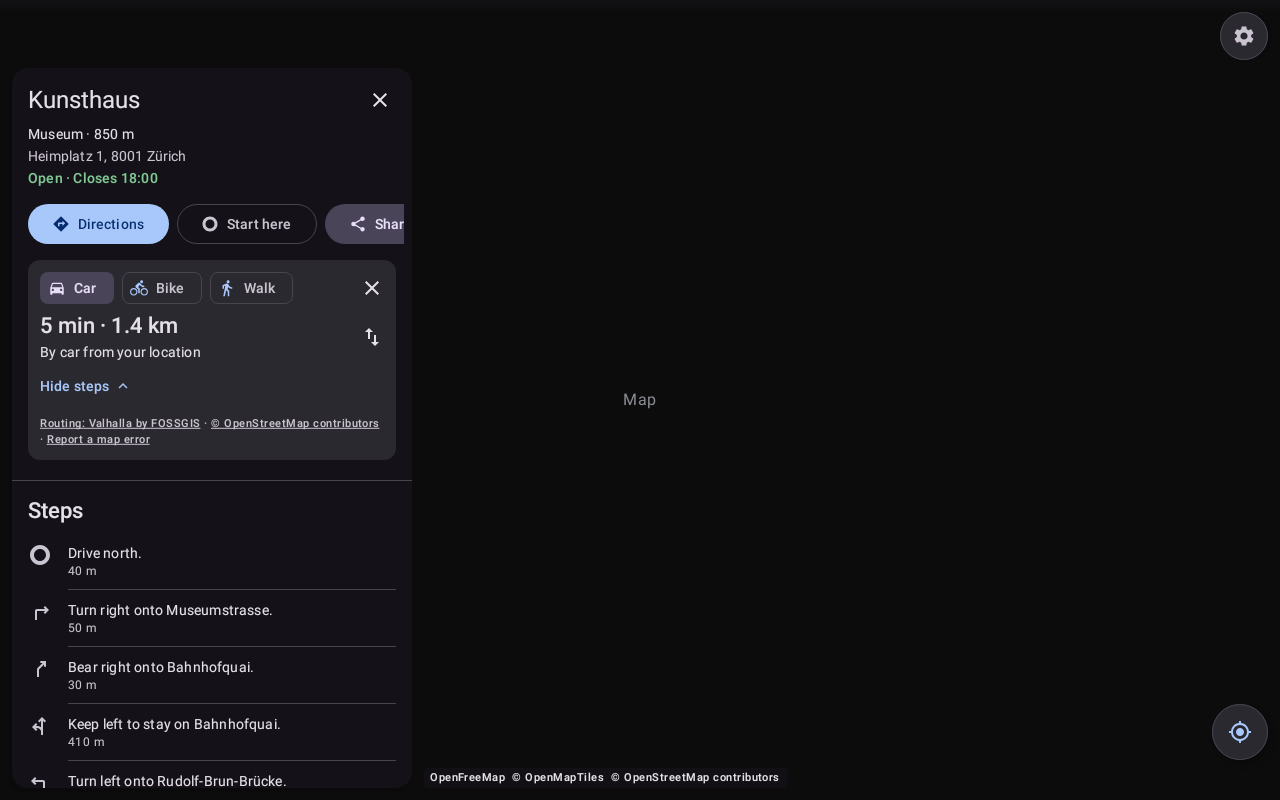 Kunsthaus
Museum · 850 m
Heimplatz 1, 8001 Zürich
Open · Closes 18:00
Directions
Start here
Shar
Car
Bike
Walk
5 min · 1.4 km
By car from your location
Hide steps
Routing: Valhalla by FOSSGIS · © OpenStreetMap contributors
· Report a map error
Steps
Drive north.
40 m
Turn right onto Museumstrasse.
50 m
Bear right onto Bahnhofquai.
30 m
Keep left to stay on Bahnhofquai.
410 m
Turn left onto Rudolf-Brun-Brücke.
Map
OpenFreeMap © OpenMapTiles © OpenStreetMap contributors